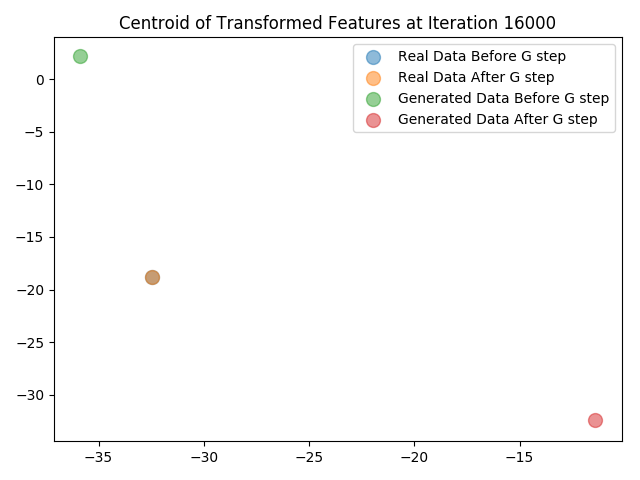 Centroid of Transformed Features at Iteration 16000
Real Data Before G step
Real Data After G step
Generated Data Before G step
Generated Data After G step
0
−5
−10
−15
−20
−25
−30
−35 −30 −25 −20 −15